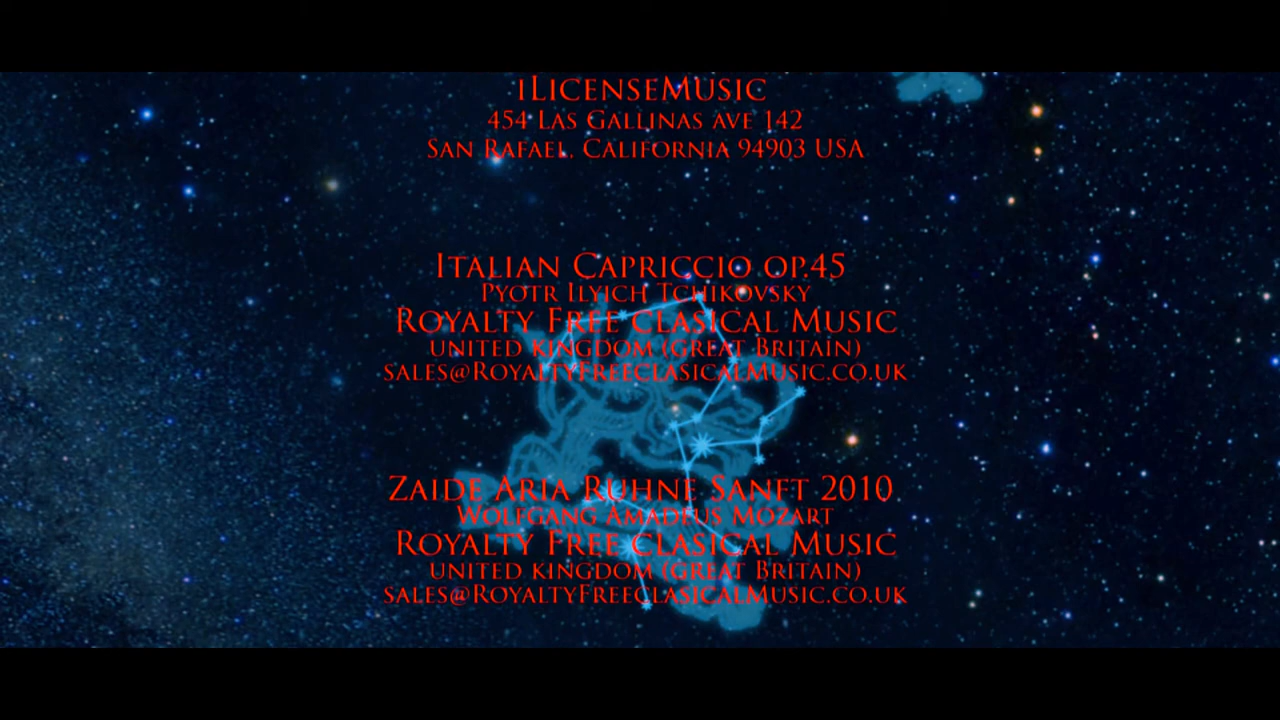 iLicenseMusic
454 Las Gallinas ave 142
San Rafael, California 94903 USA
Italian Capriccio op.45
Pyotr Ilyich Tchikovsky
Royalty Free clasical Music
united kingdom (Great Britain)
sales@RoyaltyFreeclasicalMusic.co.uk
Zaide Aria Ruhne Sanft 2010
Wolfgang Amadeus Mozart
Royalty Free clasical Music
united kingdom (Great Britain)
sales@RoyaltyFreeclasicalMusic.co.uk